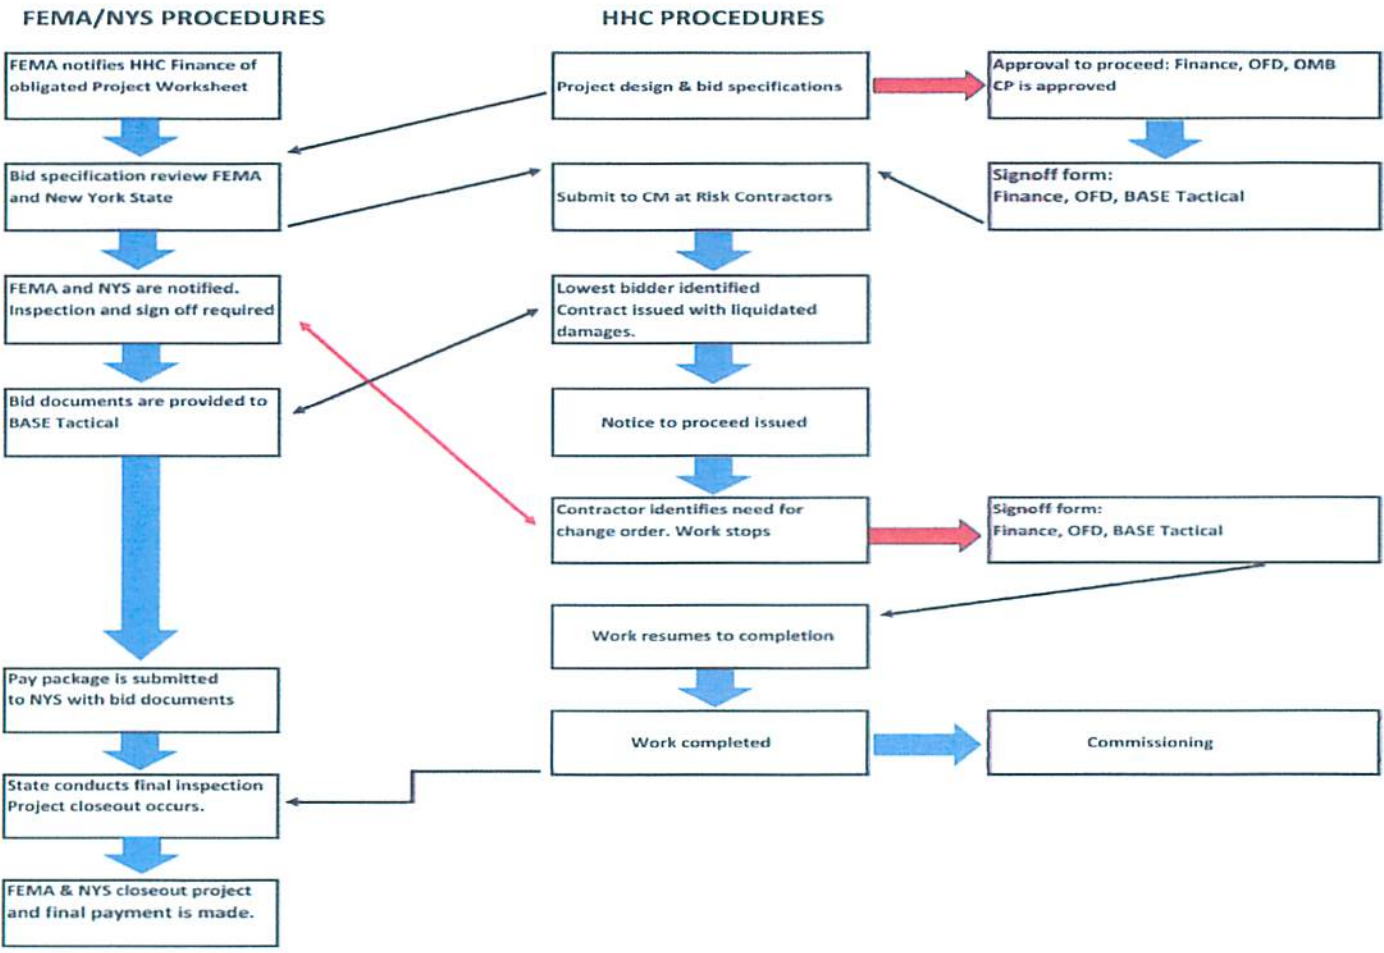 FEMA/NYS PROCEDURES
HHC PROCEDURES
FEMA notifies HHC Finance of
obligated Project Worksheet
Project design & bid specifications
Approval to proceed: Finance, OFD, OMB
CP is approved
Bid specification review FEMA
and New York State
Submit to CM at Risk Contractors
Signoff form:
Finance, OFD, BASE Tactical
FEMA and NYS are notified.
Inspection and sign off required
Lowest bidder identified
Contract issued with liquidated
damages.
Bid documents are provided to
BASE Tactical
Notice to proceed issued
Contractor identifies need for
change order. Work stops
Signoff form:
Finance, OFD, BASE Tactical
Work resumes to completion
Pay package is submitted
to NYS with bid documents
Work completed
Commissioning
State conducts final inspection
Project closeout occurs.
FEMA & NYS closeout project
and final payment is made.